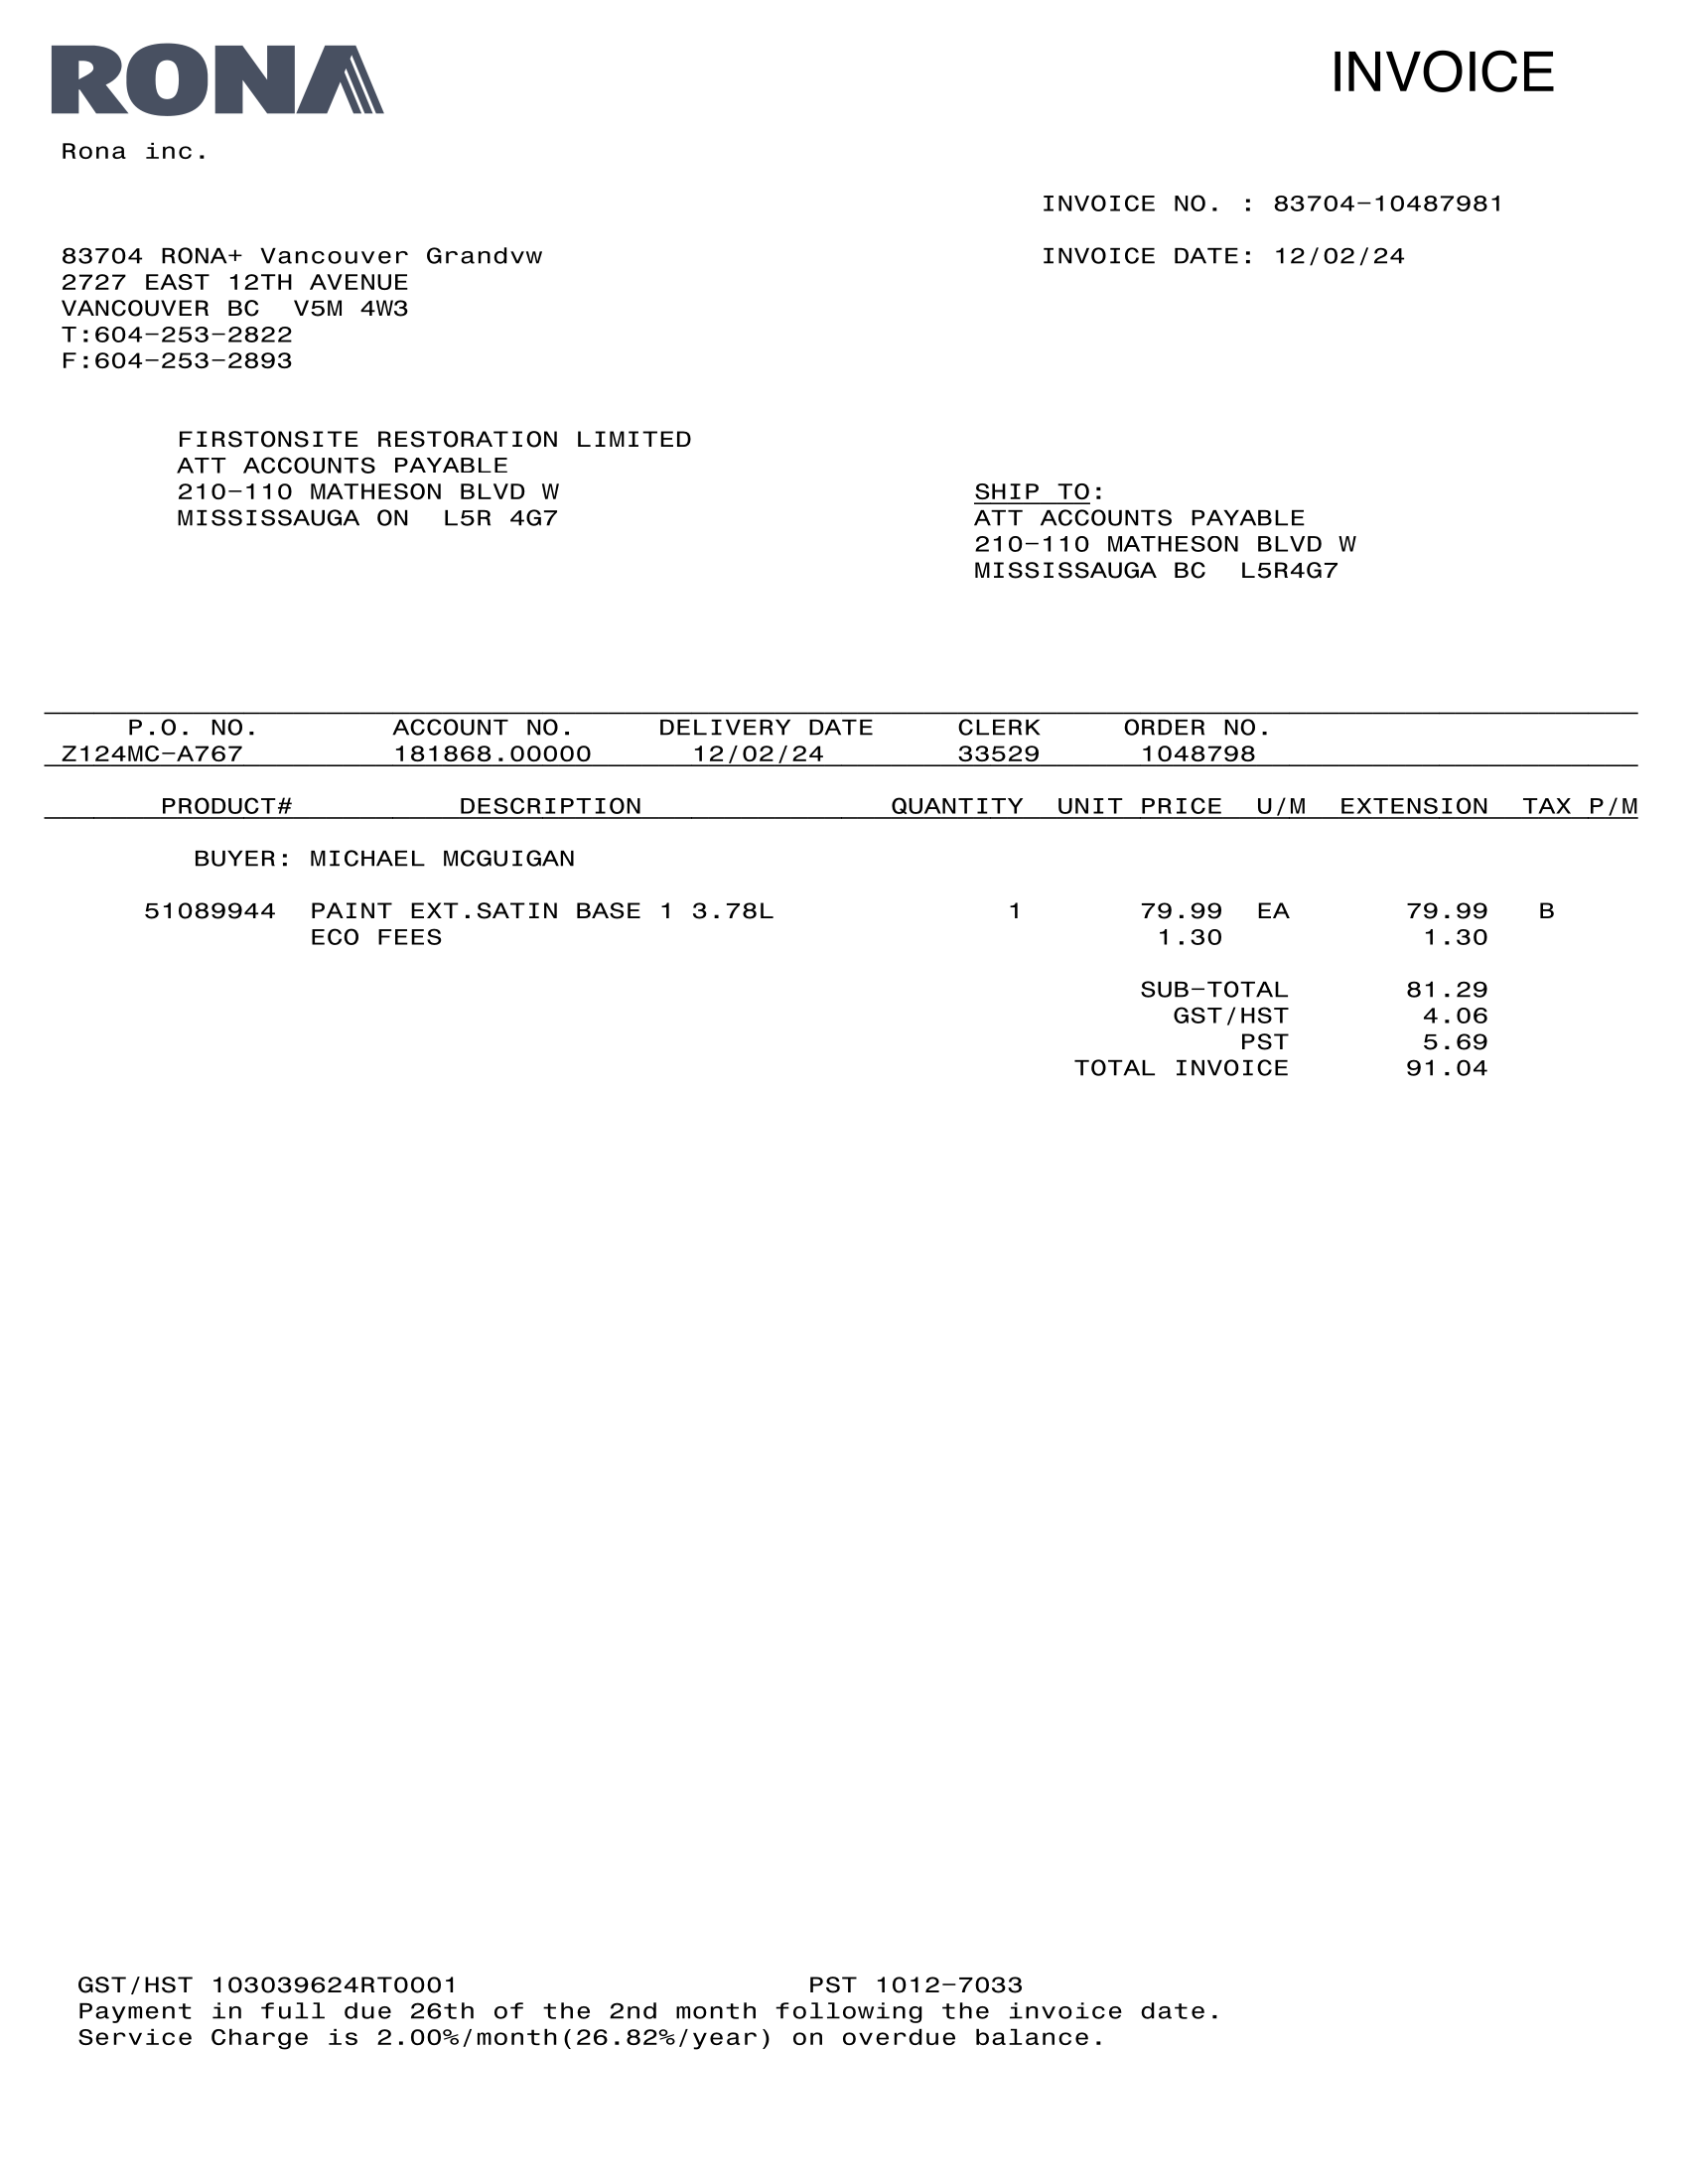 RONA
INVOICE
Rona inc.
INVOICE NO. : 83704-10487981
83704 RONA+ Vancouver Grandvw    INVOICE DATE: 12/02/24
2727 EAST 12TH AVENUE
VANCOUVER BC  V5M 4W3
T:604-253-2822
F:604-253-2893
FIRSTONSITE RESTORATION LIMITED
ATT ACCOUNTS PAYABLE
210-110 MATHESON BLVD W
MISSISSAUGA ON  L5R 4G7
SHIP TO:
ATT ACCOUNTS PAYABLE
210-110 MATHESON BLVD W
MISSISSAUGA BC  L5R4G7
P.O. NO.    ACCOUNT NO.    DELIVERY DATE    CLERK    ORDER NO.
Z124MC-A767    181868.00000    12/02/24    33529    1048798
PRODUCT#    DESCRIPTION    QUANTITY    UNIT PRICE    U/M    EXTENSION    TAX P/M
BUYER: MICHAEL MCGUIGAN
51089944    PAINT EXT.SATIN BASE 1 3.78L    1    79.99    EA    79.99    B
ECO FEES    1.30    1.30
SUB-TOTAL    81.29
GST/HST    4.06
PST    5.69
TOTAL INVOICE    91.04
GST/HST 103039624RT0001    PST 1012-7033
Payment in full due 26th of the 2nd month following the invoice date.
Service Charge is 2.00%/month(26.82%/year) on overdue balance.